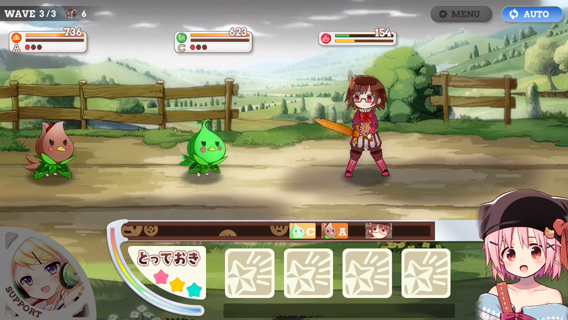 WAVE 3/3 6
MENU
AUTO
736
A
623
C
154
C A
とっておき
SUPPORT